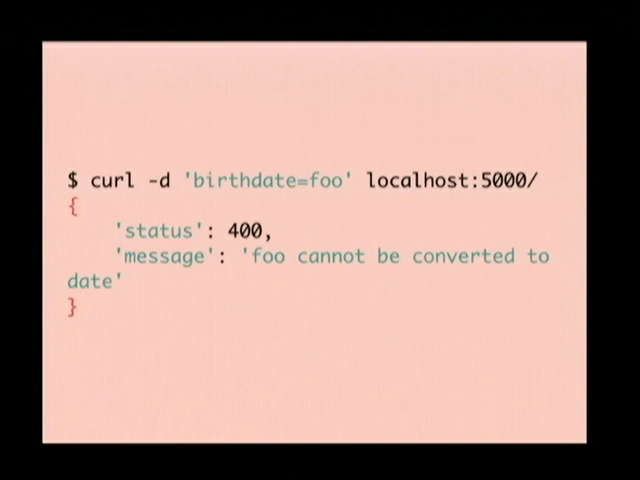 $ curl -d 'birthdate=foo' localhost:5000/
{
    'status': 400,
    'message': 'foo cannot be converted to
date'
}